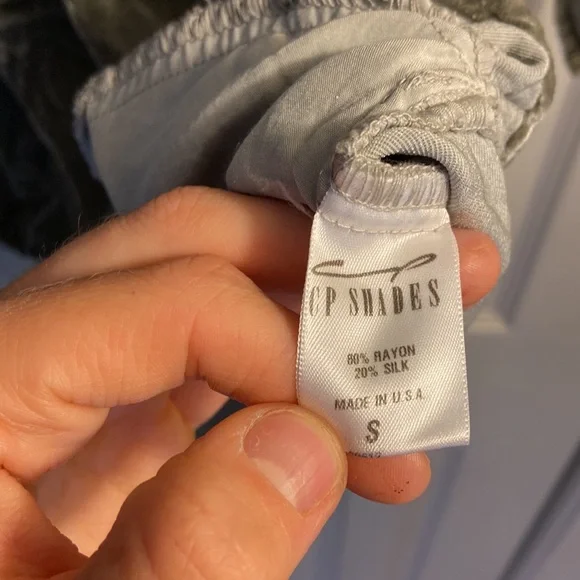 CP SHADES
80% RAYON
20% SILK
MADE IN U.S.A.
S